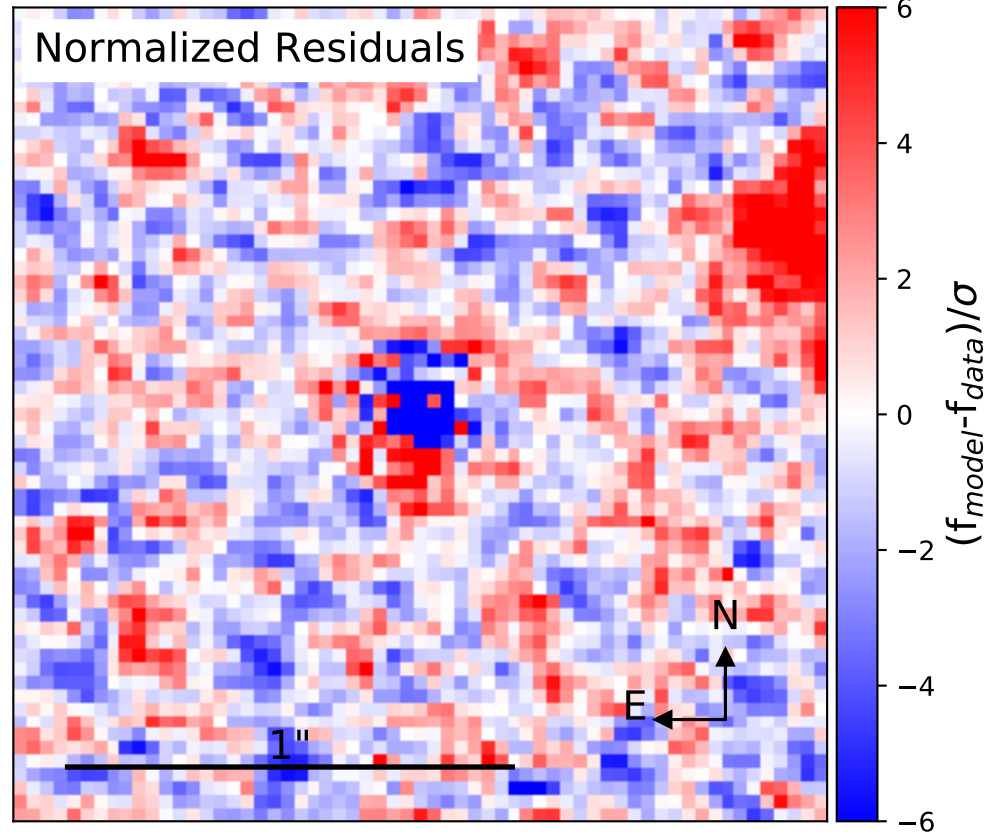 Normalized Residuals
6
4
2
0
−2
−4
−6
(f_model-f_data)/σ
N
E
1"